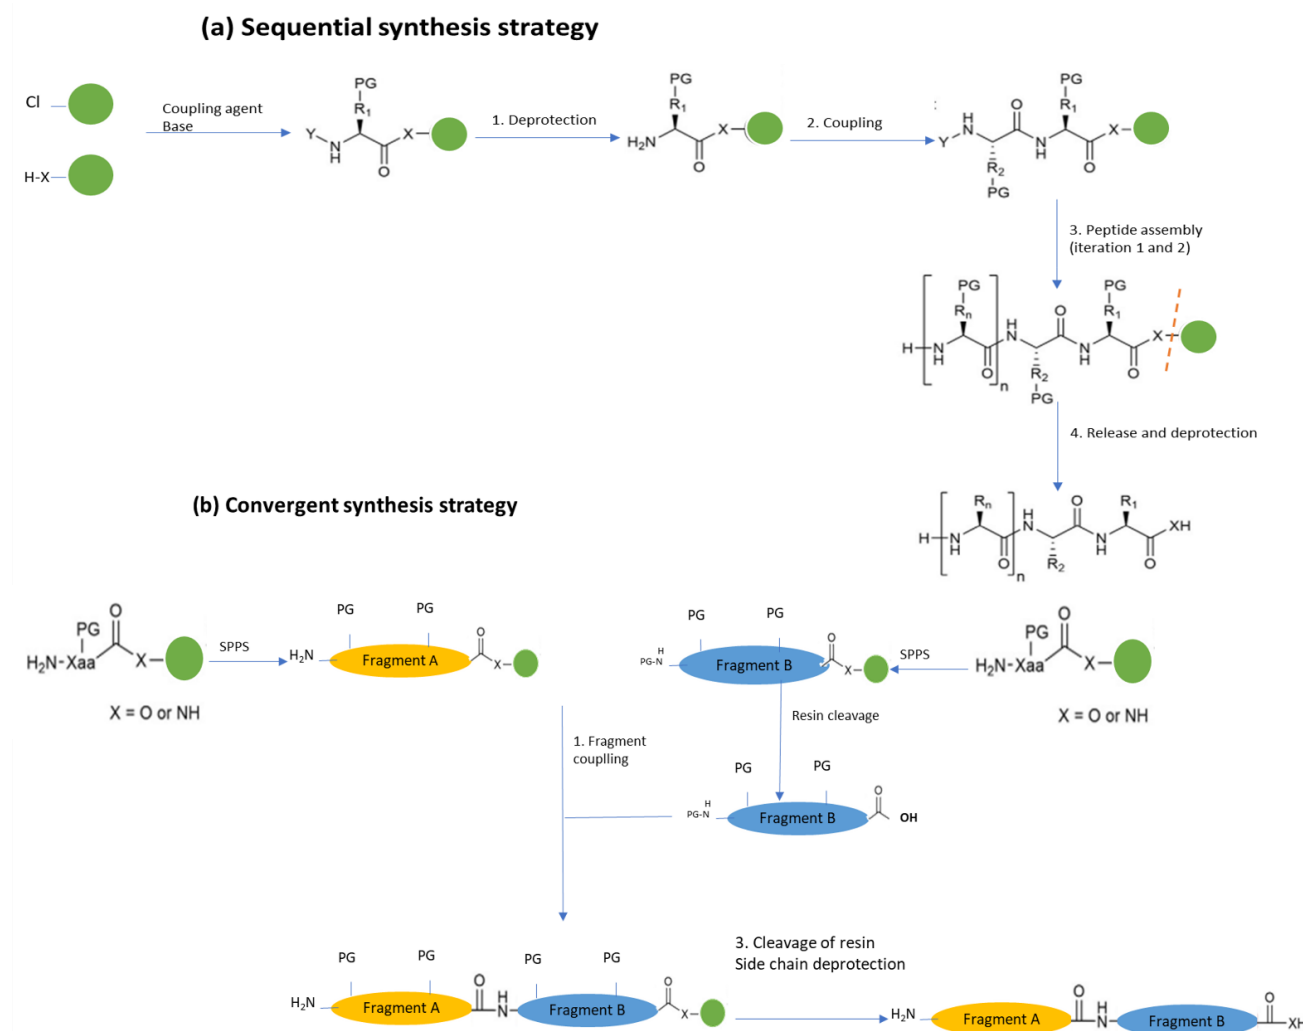 (a) Sequential synthesis strategy
Cl
H-X
Coupling agent
Base
PG
R1
Y
N
H
X
O
1. Deprotection
PG
R1
H2N
X
O
2. Coupling
:
PG
R1
O
H
N
Y
X
N
H
O
R2
PG
3. Peptide assembly
(iteration 1 and 2)
PG
Rn
PG
R1
O
H
N
H
N
H
X
O
N
H
O
R2
PG
n
4. Release and deprotection
Rn
O
R1
H
N
XH
H
N
H
O
N
H
O
R2
n
(b) Convergent synthesis strategy
O
PG
H2N-Xaa
X
X = O or NH
SPPS
PG
PG
H2N
Fragment A
O
X
PG
PG
H
PG-N
Fragment B
O
X
SPPS
O
PG
H2N-Xaa
X
X = O or NH
Resin cleavage
1. Fragment
couplling
PG
PG
H
PG-N
Fragment B
O
OH
PG
PG
PG
PG
H2N
Fragment A
O
H
N
Fragment B
O
X
3. Cleavage of resin
Side chain deprotection
H2N
Fragment A
O
H
N
Fragment B
O
XH